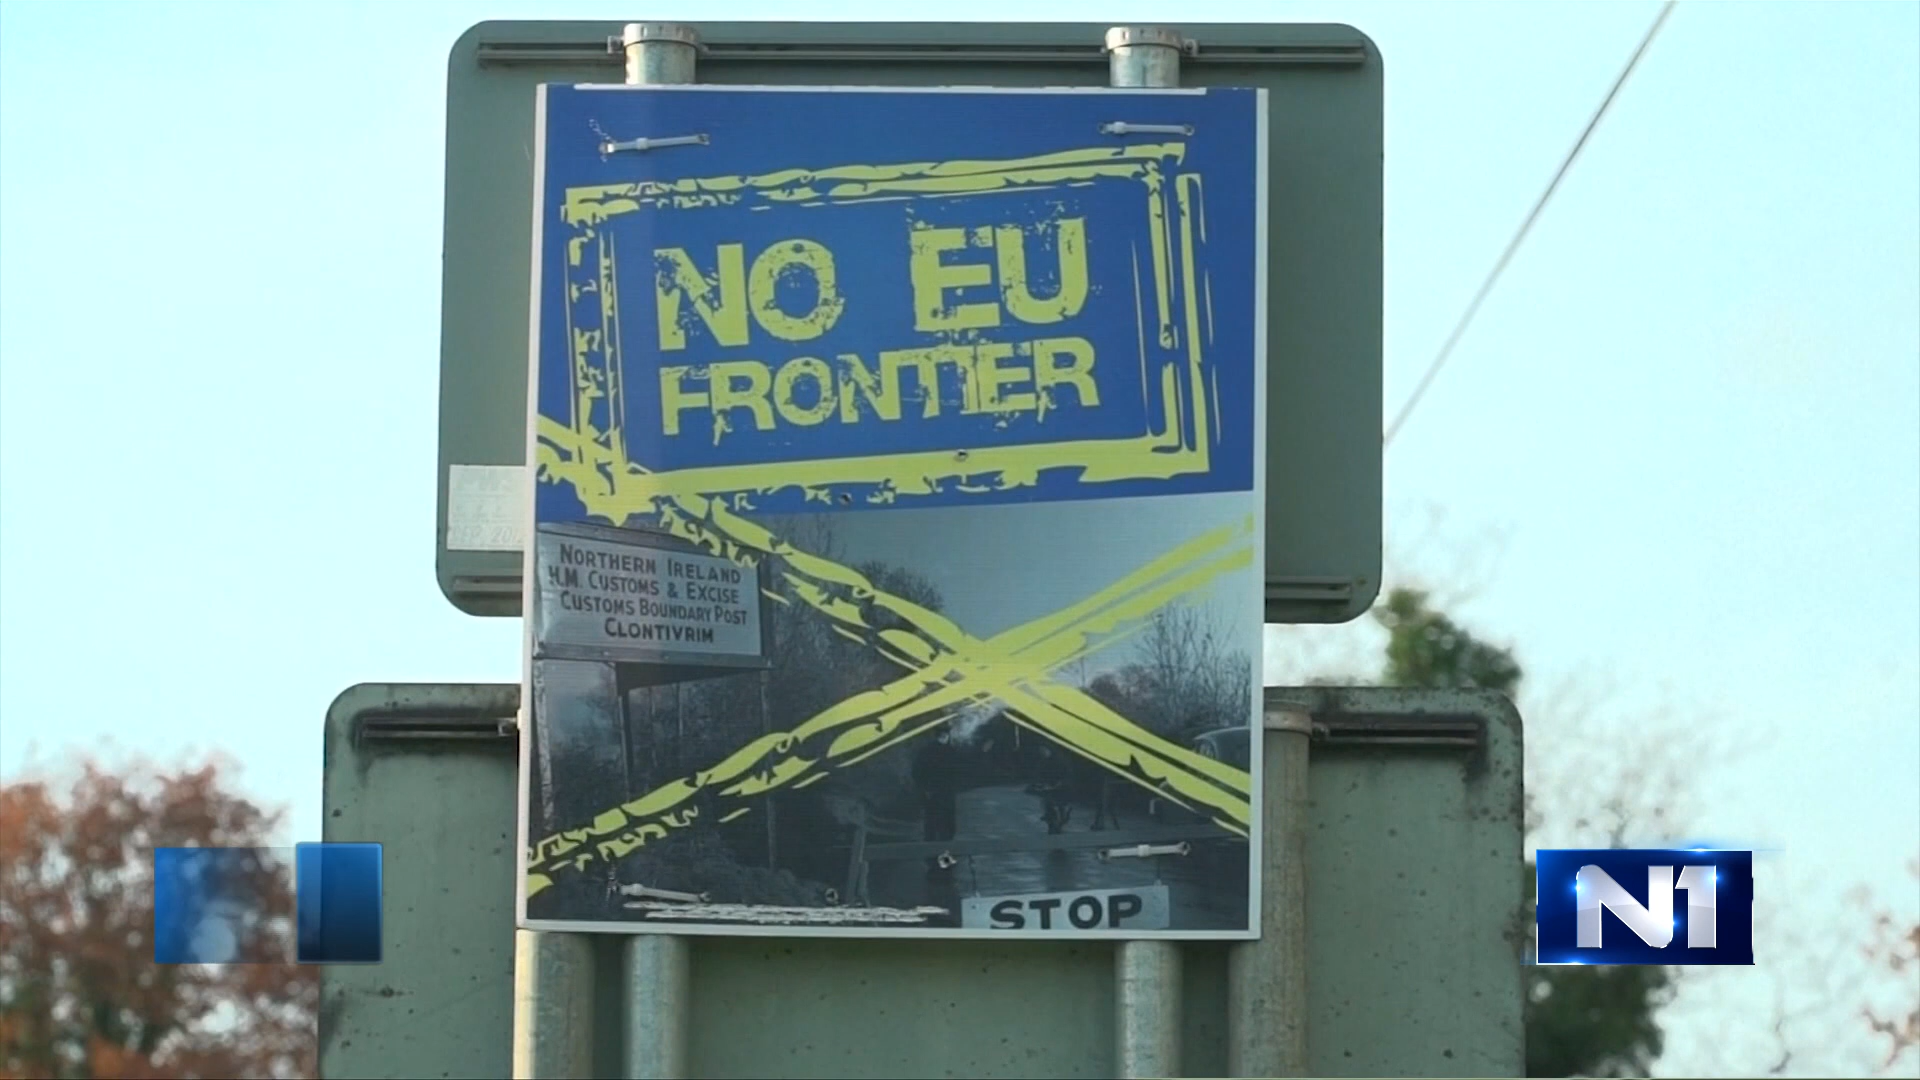 NO EU
FRONTIER
NORTHERN IRELAND
H.M. CUSTOMS & EXCISE
CUSTOMS BOUNDARY POST
CLONTIVRIM
STOP
N1